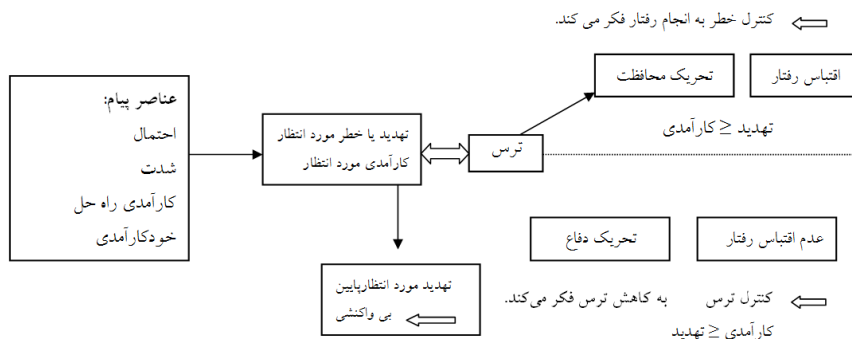 کنترل خطر به انجام رفتار فکر می کند.
اقتباس رفتار
تحریک محافظت
تهدید ≤ کارآمدی
عناصر پیام:
احتمال
شدت
کارآمدی راه حل
خودکارآمدی
تهدید یا خطر مورد انتظار
کارآمدی مورد انتظار
ترس
عدم اقتباس رفتار
تحریک دفاع
تهدید مورد انتظارپایین
بی واکنشی
کنترل ترس به کاهش ترس فکر می‌کند.
کارآمدی ≤ تهدید